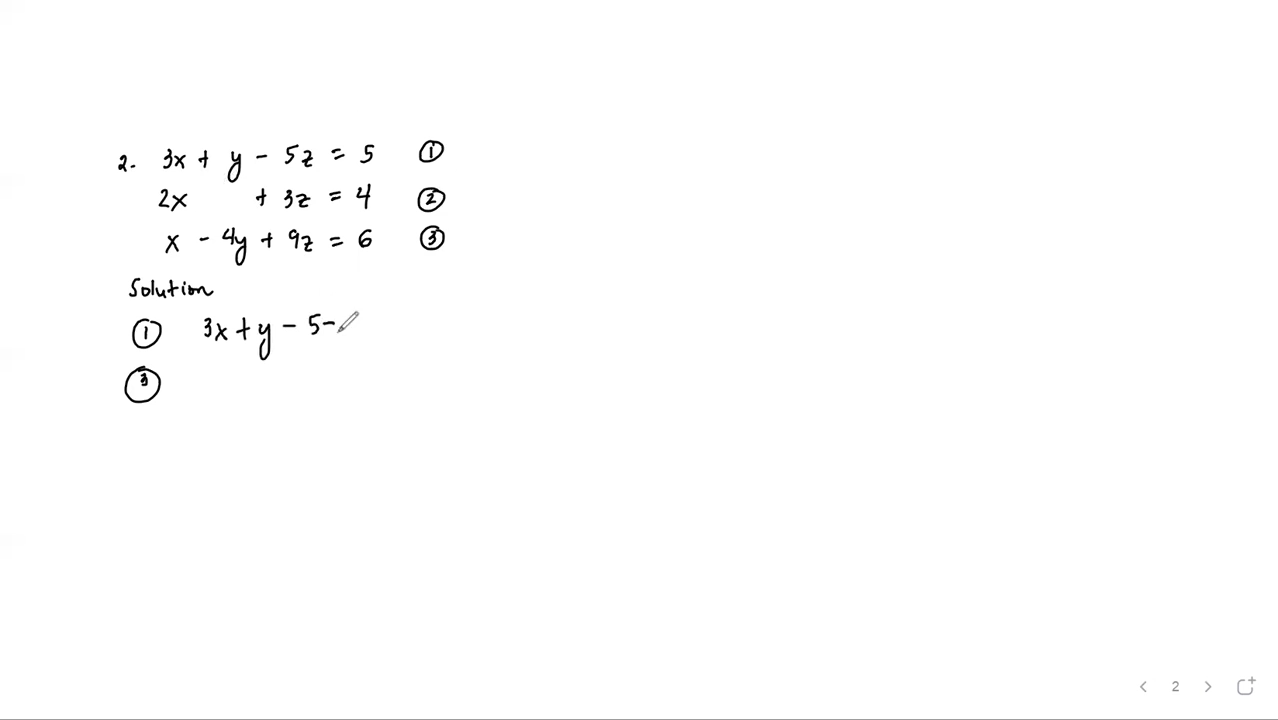 2. 3x + y - 5z = 5 ①
2x + 3z = 4 ②
x - 4y + 9z = 6 ③
Solution
① 3x + y - 5-
③
2